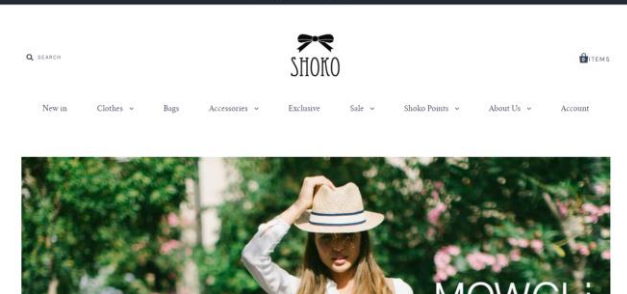 SEARCH
SHOKO
ITEMS
New in Clothes Bags Accessories Exclusive Sale Shoko Points About Us Account